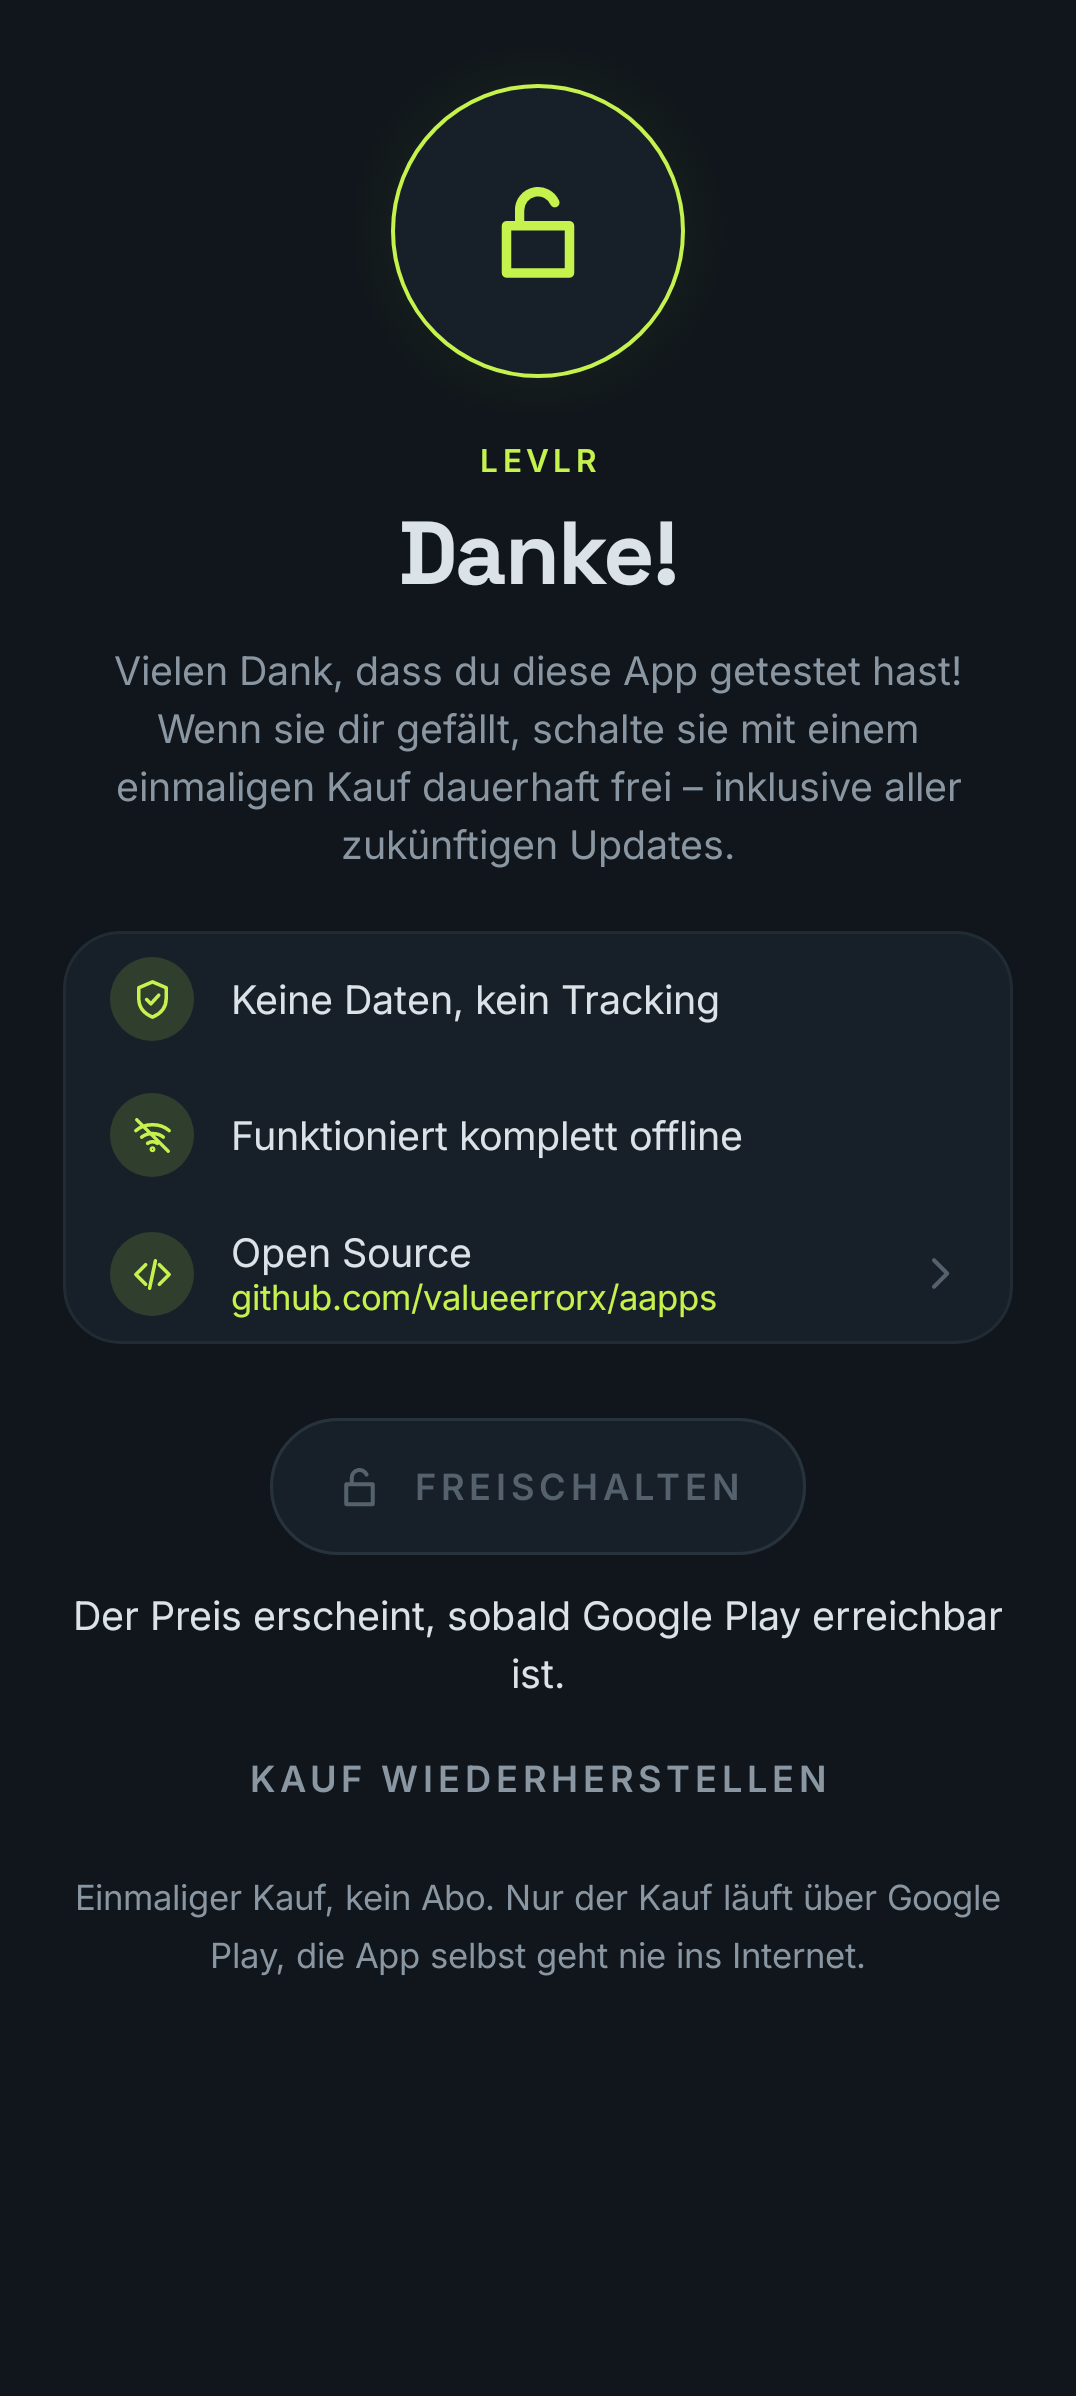 LEVLR
Danke!
Vielen Dank, dass du diese App getestet hast!
Wenn sie dir gefällt, schalte sie mit einem
einmaligen Kauf dauerhaft frei – inklusive aller
zukünftigen Updates.
Keine Daten, kein Tracking
Funktioniert komplett offline
Open Source
github.com/valueerrorx/aapps
FREISCHALTEN
Der Preis erscheint, sobald Google Play erreichbar
ist.
KAUF WIEDERHERSTELLEN
Einmaliger Kauf, kein Abo. Nur der Kauf läuft über Google
Play, die App selbst geht nie ins Internet.